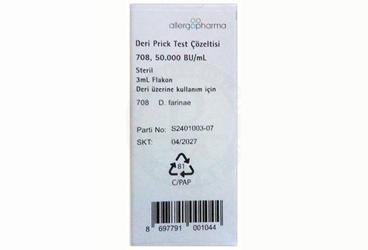 allergopharma
Deri Prick Test Çözeltisi
708, 50.000 BU/mL
Steril
3mL Flakon
Deri üzerine kullanım için
708 D. farinae
Parti No: S2401003-07
SKT: 04/2027
81
C/PAP
8 697791 001044